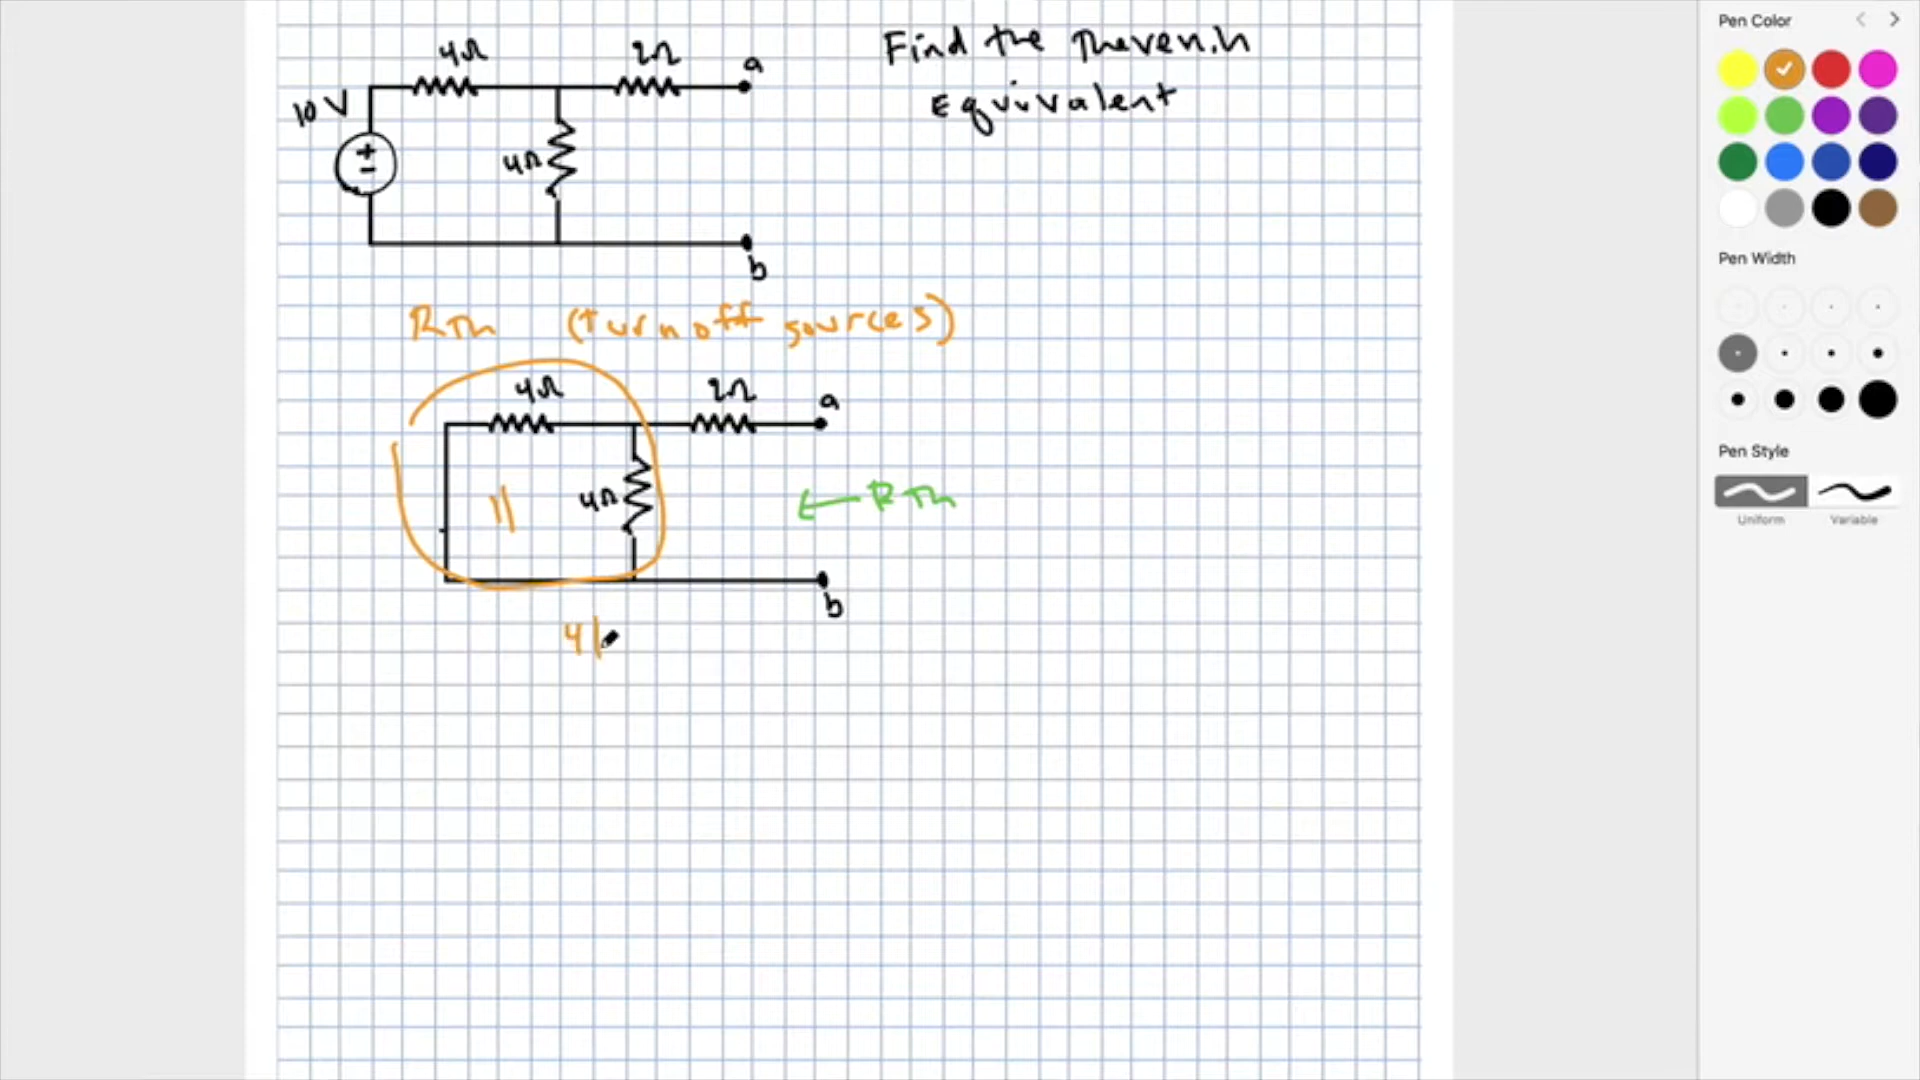 4Ω
2Ω
a
10 V
+
-
4Ω
b
Find the Thevenin
Equivalent
RTh (turn off sources)
4Ω
2Ω
a
||
4Ω
← RTh
b
4|
Pen Color
Pen Width
Pen Style
Uniform
Variable